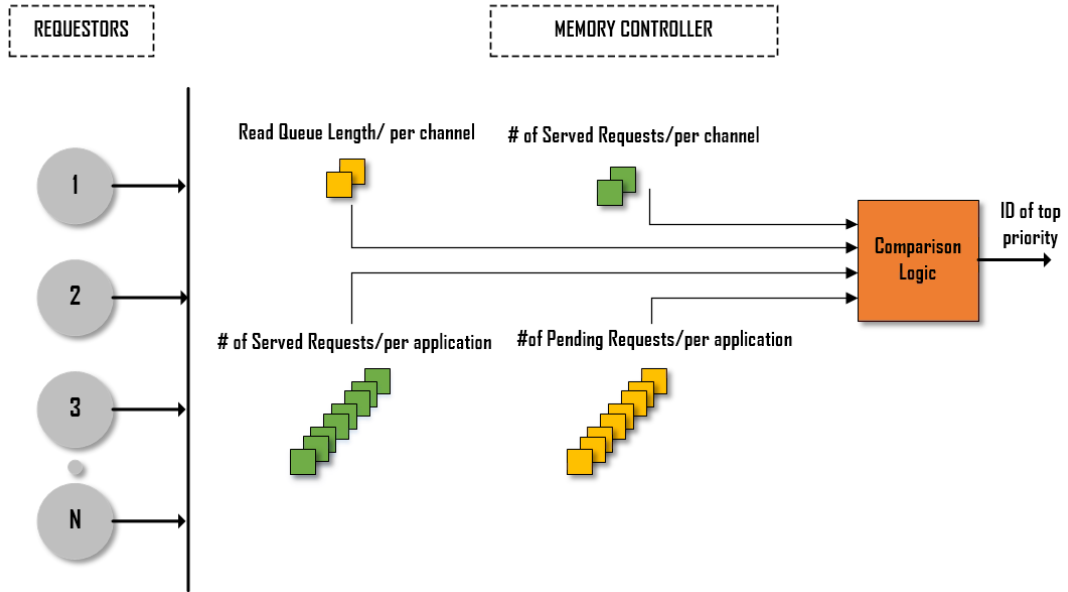 REQUESTORS
MEMORY CONTROLLER
Read Queue Length/ per channel
# of Served Requests/per channel
1
ID of top
priority
Comparison
Logic
2
# of Served Requests/per application
#of Pending Requests/per application
3
N